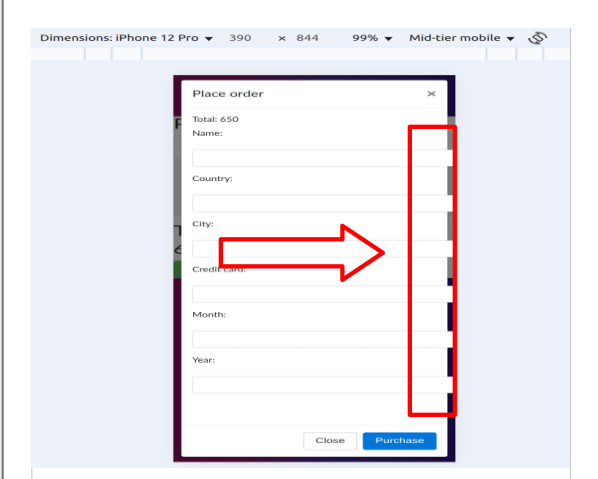 Dimensions: iPhone 12 Pro ▼ 390 × 844 99% ▼ Mid-tier mobile ▼
Place order ×
Total: 650
Name:
Country:
City:
Credit card:
Month:
Year:
Close Purchase